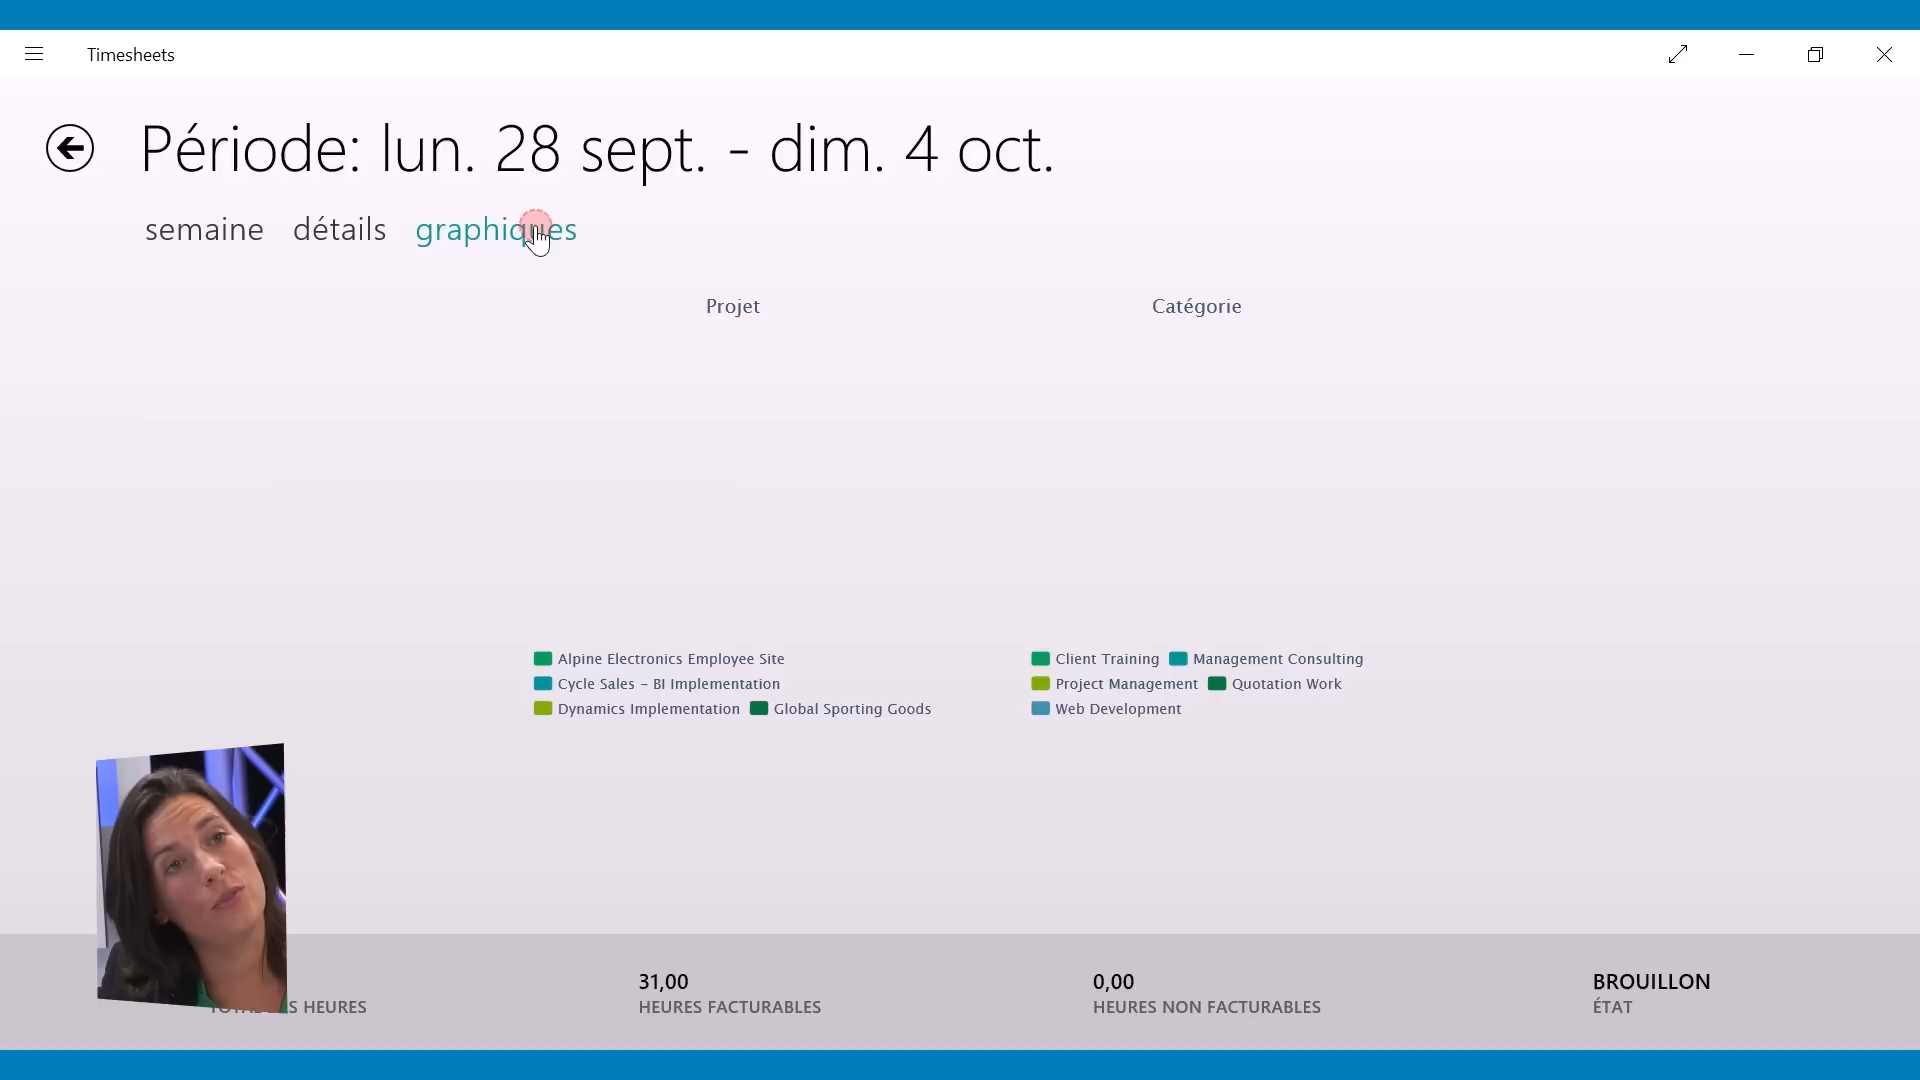 Timesheets
Période: lun. 28 sept. - dim. 4 oct.
semaine détails graphiques
Projet Catégorie
Alpine Electronics Employee Site
Cycle Sales - BI Implementation
Dynamics Implementation Global Sporting Goods
Client Training Management Consulting
Project Management Quotation Work
Web Development
31,00 0,00 BROUILLON
HEURES HEURES FACTURABLES HEURES NON FACTURABLES ÉTAT